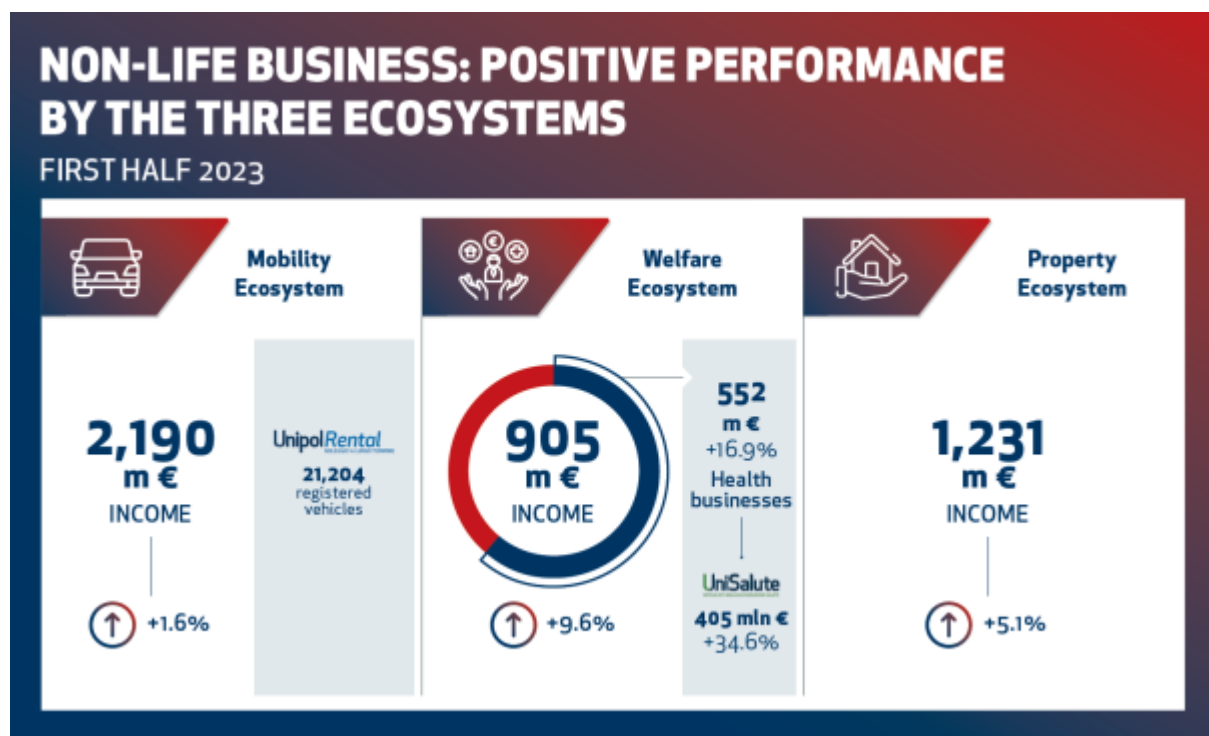 NON-LIFE BUSINESS: POSITIVE PERFORMANCE
BY THE THREE ECOSYSTEMS
FIRST HALF 2023
Mobility
Ecosystem
2,190
m €
INCOME
+1.6%
UnipolRental
21,204
registered
vehicles
Welfare
Ecosystem
905
m €
INCOME
+9.6%
552
m €
+16.9%
Health
businesses
UniSalute
405 mln €
+34.6%
Property
Ecosystem
1,231
m €
INCOME
+5.1%